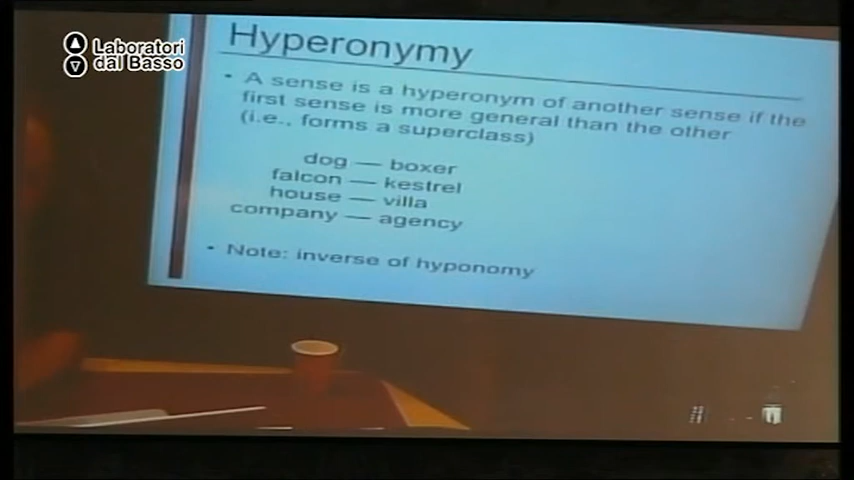 Laboratori
dal Basso
Hyperonymy
• A sense is a hyperonym of another sense if the
first sense is more general than the other
(i.e., forms a superclass)
dog — boxer
falcon — kestrel
house — villa
company — agency
• Note: inverse of hyponomy